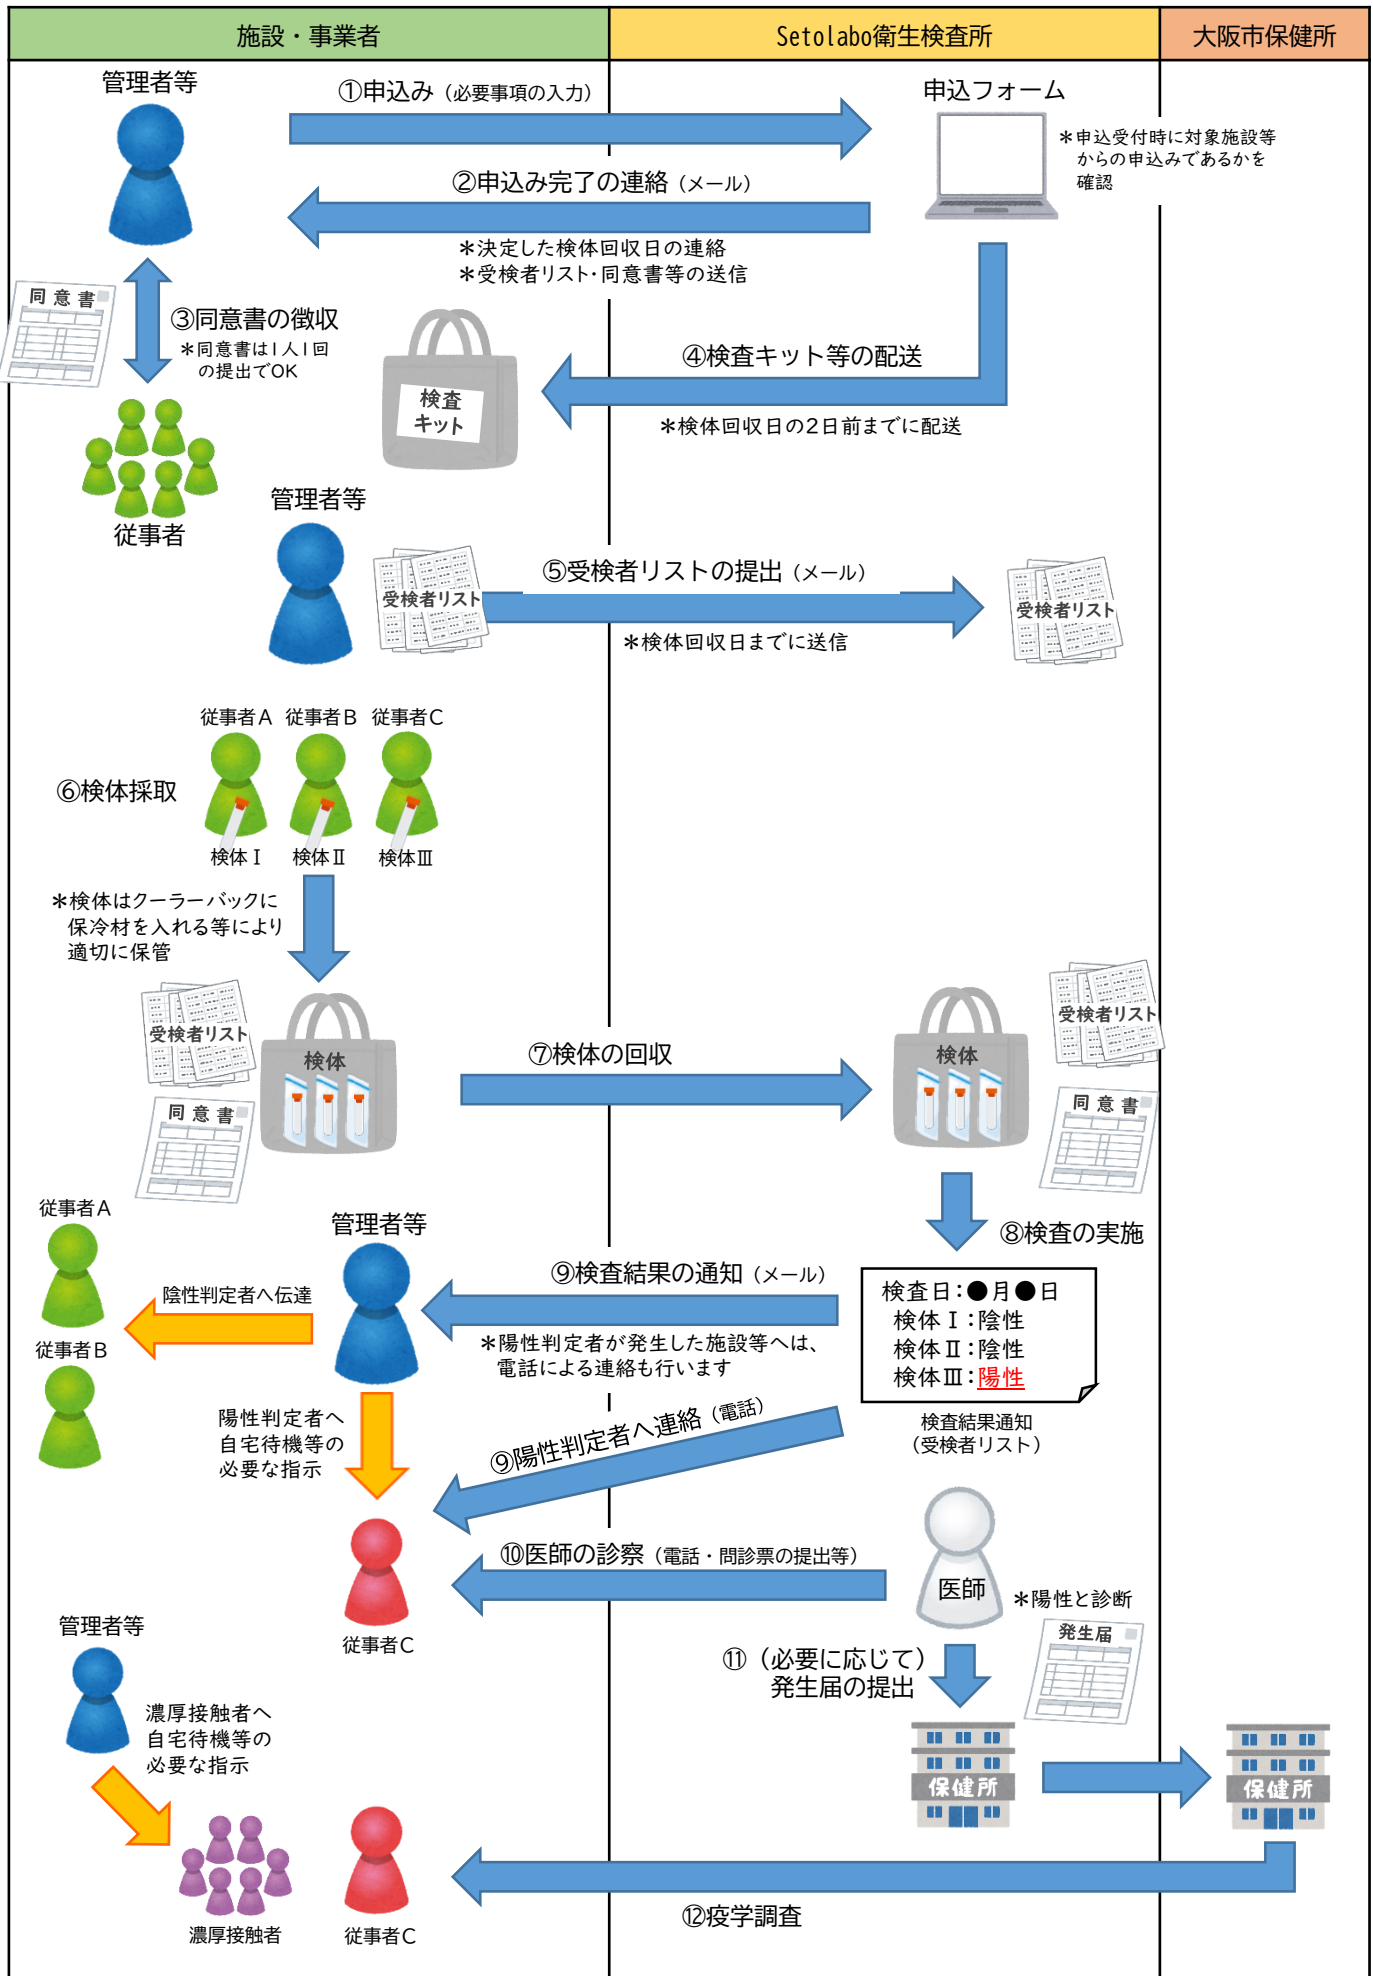 施設・事業者
Setolabo衛生検査所
大阪市保健所
管理者等
①申込み（必要事項の入力）
申込フォーム
＊申込受付時に対象施設等
からの申込みであるかを
確認
②申込み完了の連絡（メール）
＊決定した検体回収日の連絡
＊受検者リスト・同意書等の送信
同意書
③同意書の徴収
＊同意書は1人1回
の提出でOK
従事者
検査
キット
④検査キット等の配送
＊検体回収日の2日前までに配送
管理者等
受検者リスト
⑤受検者リストの提出（メール）
＊検体回収日までに送信
受検者リスト
従事者A 従事者B 従事者C
⑥検体採取
検体Ⅰ 検体Ⅱ 検体Ⅲ
＊検体はクーラーバックに
保冷材を入れる等により
適切に保管
受検者リスト
検体
同意書
⑦検体の回収
検体
受検者リスト
同意書
⑧検査の実施
従事者A
管理者等
陰性判定者へ伝達
従事者B
⑨検査結果の通知（メール）
＊陽性判定者が発生した施設等へは、
電話による連絡も行います
検査日：●月●日
検体Ⅰ：陰性
検体Ⅱ：陰性
検体Ⅲ：陽性
検査結果通知
（受検者リスト）
陽性判定者へ
自宅待機等の
必要な指示
⑨陽性判定者へ連絡（電話）
⑩医師の診察（電話・問診票の提出等）
医師
＊陽性と診断
従事者C
発生届
⑪（必要に応じて）
発生届の提出
管理者等
濃厚接触者へ
自宅待機等の
必要な指示
保健所
保健所
濃厚接触者
従事者C
⑫疫学調査